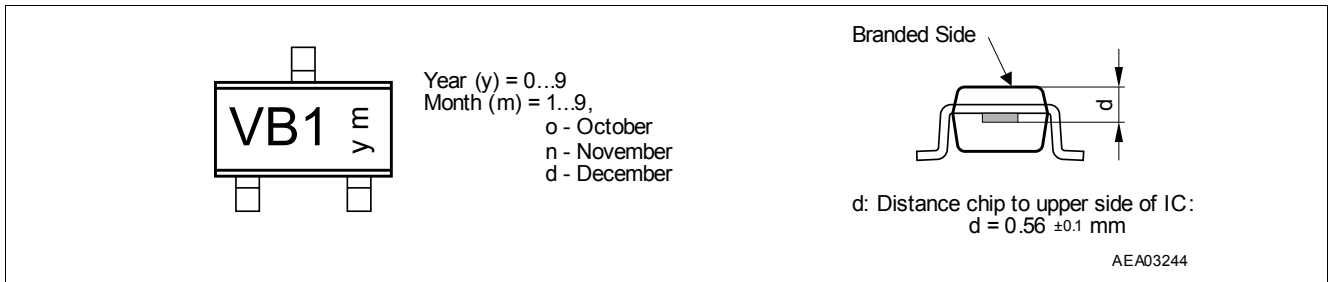 VB1 y m
Year (y) = 0...9
Month (m) = 1...9,
o - October
n - November
d - December
Branded Side
d
d: Distance chip to upper side of IC:
d = 0.56 ±0.1 mm
AEA03244